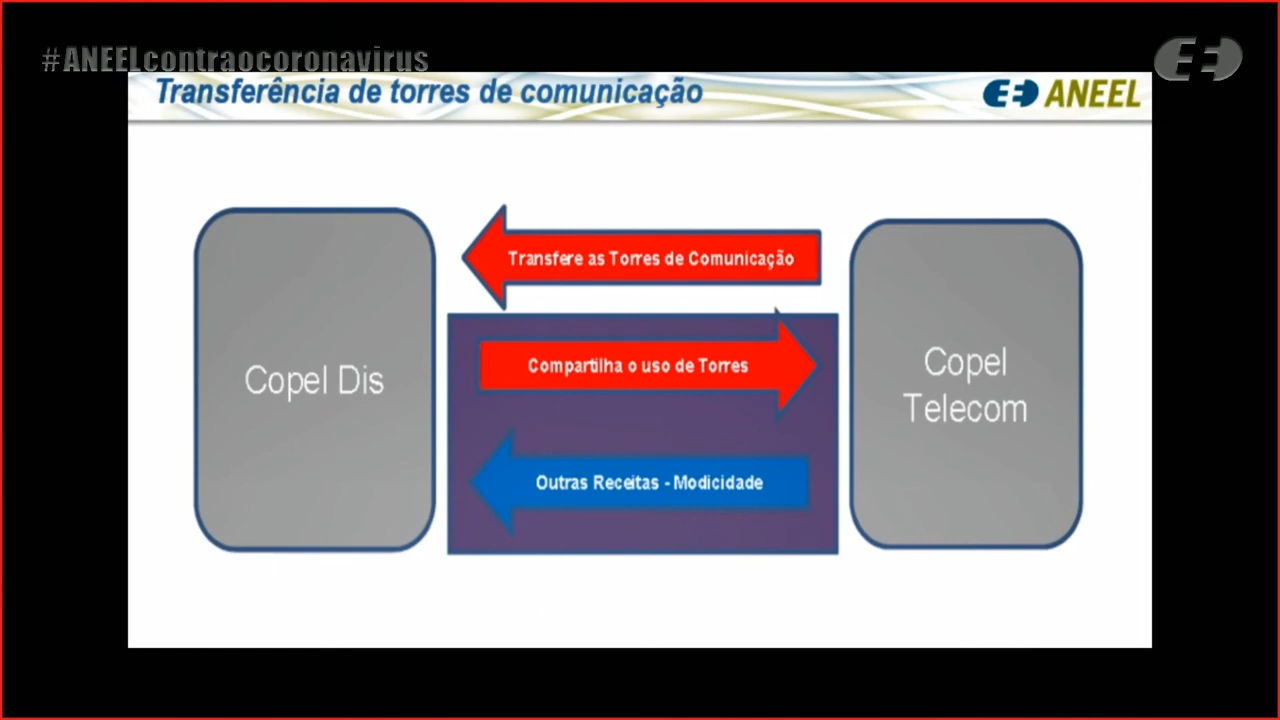 #ANEELcontraocoronavirus
Transferência de torres de comunicação
ANEEL
Transfere as Torres de Comunicação
Compartilha o uso de Torres
Copel Dis
Copel
Telecom
Outras Receitas - Modicidade